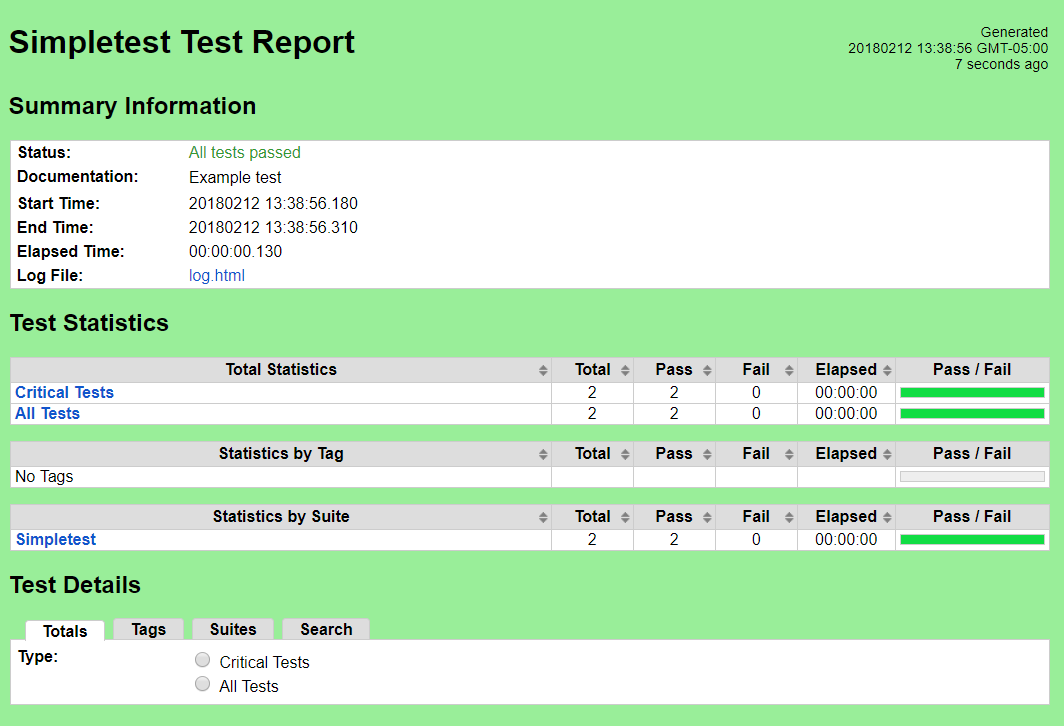 Simpletest Test Report
Generated
20180212 13:38:56 GMT-05:00
7 seconds ago
Summary Information
Status: All tests passed
Documentation: Example test
Start Time: 20180212 13:38:56.180
End Time: 20180212 13:38:56.310
Elapsed Time: 00:00:00.130
Log File: log.html
Test Statistics
Total Statistics Total Pass Fail Elapsed Pass / Fail
Critical Tests 2 2 0 00:00:00
All Tests 2 2 0 00:00:00
Statistics by Tag Total Pass Fail Elapsed Pass / Fail
No Tags
Statistics by Suite Total Pass Fail Elapsed Pass / Fail
Simpletest 2 2 0 00:00:00
Test Details
Totals Tags Suites Search
Type: Critical Tests
All Tests